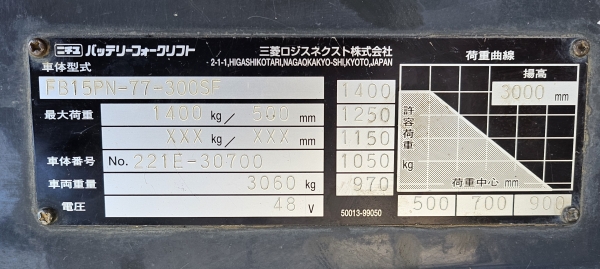 ニチユ バッテリーフォークリフト 三菱ロジスネクスト株式会社
2-1-1,HIGASHIKOTARI,NAGAOKAKYO-SHI,KYOTO,JAPAN
荷重曲線
車体型式
FB15PN-77-300SF
最大荷重 1400 kg/ 500 mm
XXX kg/ XXX mm
車体番号 No. 221E-30700
車両重量 3060 kg
電圧 48 V
1400
1250
1150
1050
970
許容荷重 kg
揚高
3000 mm
荷重中心 mm
500 700 900
50013-99050